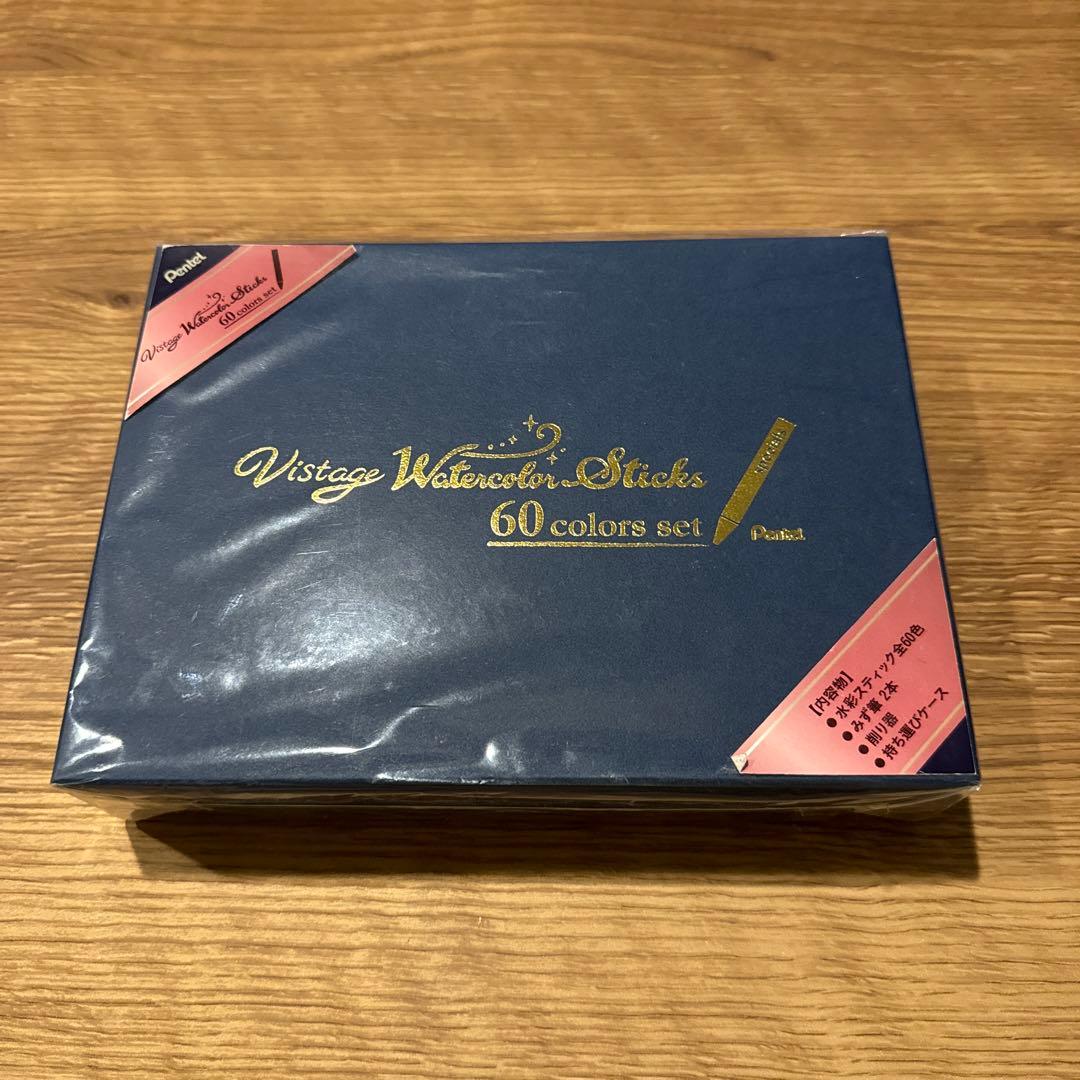 Pentel
Vistage Watercolor Sticks
60 colors set
Vistage Watercolor Sticks
60 colors set
Pentel
【内容物】
● 水彩スティック全60色
● みず筆 2本
● 削り器
● 持ち運びケース